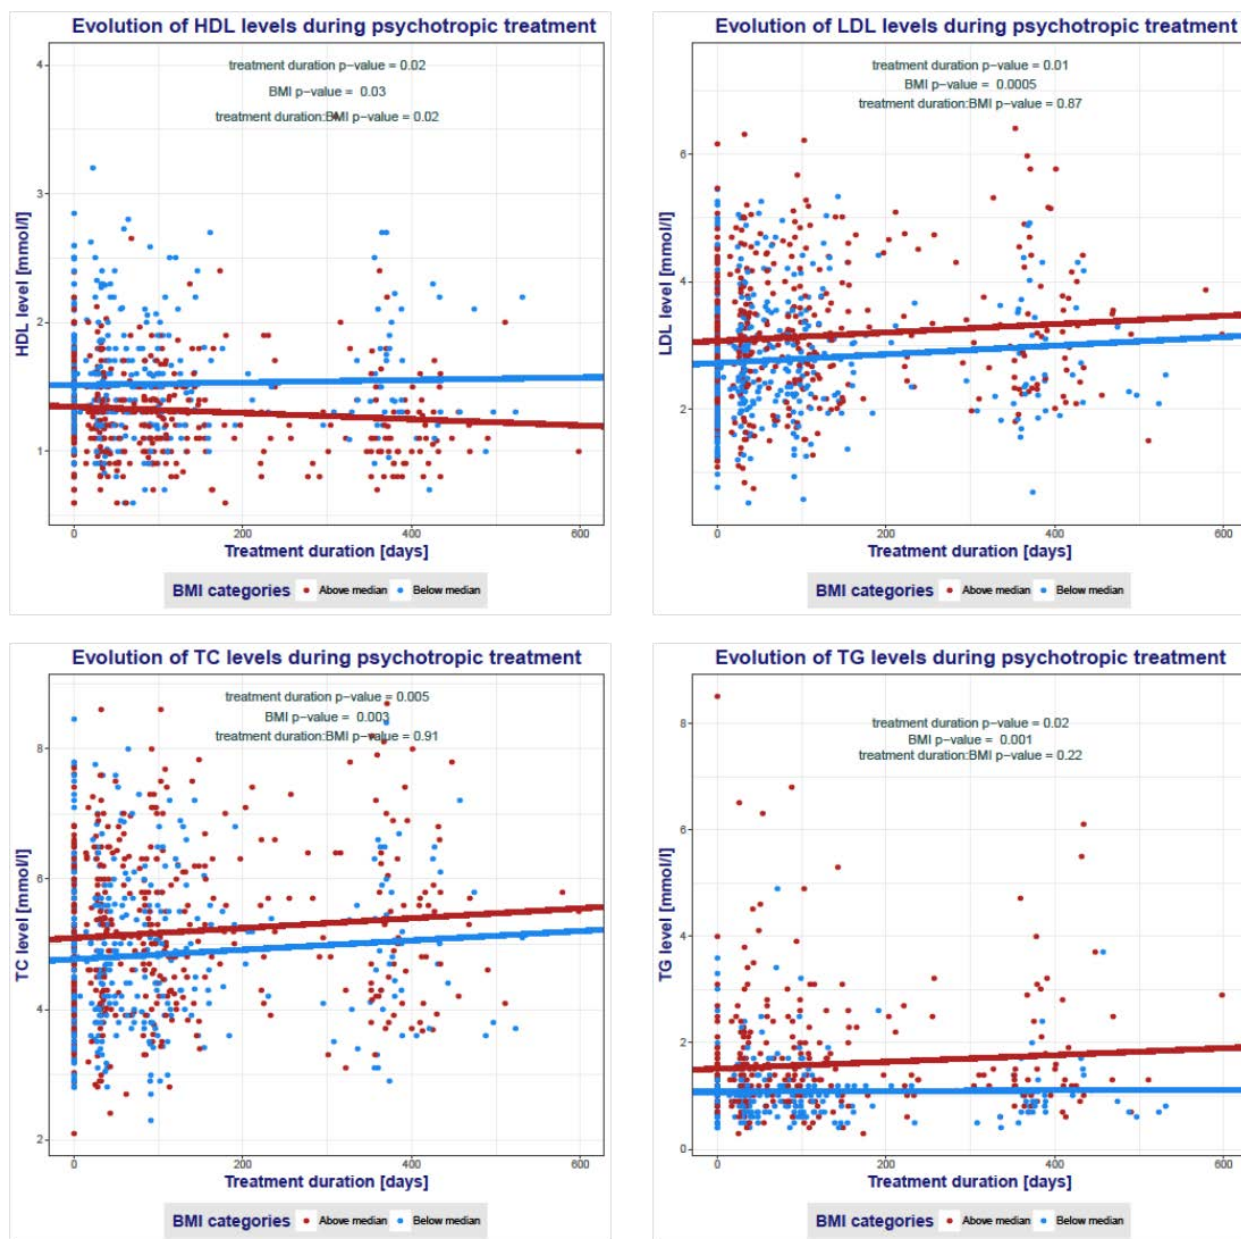 Evolution of HDL levels during psychotropic treatment
treatment duration p-value = 0.02
BMI p-value = 0.03
treatment duration:BMI p-value = 0.02
4
3
2
1
HDL level [mmol/l]
0 200 400 600
Treatment duration [days]
BMI categories Above median Below median
Evolution of LDL levels during psychotropic treatment
treatment duration p-value = 0.01
BMI p-value = 0.0005
treatment duration:BMI p-value = 0.87
6
4
2
LDL level [mmol/l]
0 200 400 600
Treatment duration [days]
BMI categories Above median Below median
Evolution of TC levels during psychotropic treatment
treatment duration p-value = 0.005
BMI p-value = 0.003
treatment duration:BMI p-value = 0.91
8
6
4
2
TC level [mmol/l]
0 200 400 600
Treatment duration [days]
BMI categories Above median Below median
Evolution of TG levels during psychotropic treatment
treatment duration p-value = 0.02
BMI p-value = 0.001
treatment duration:BMI p-value = 0.22
8
6
4
2
0
TG level [mmol/l]
0 200 400 600
Treatment duration [days]
BMI categories Above median Below median